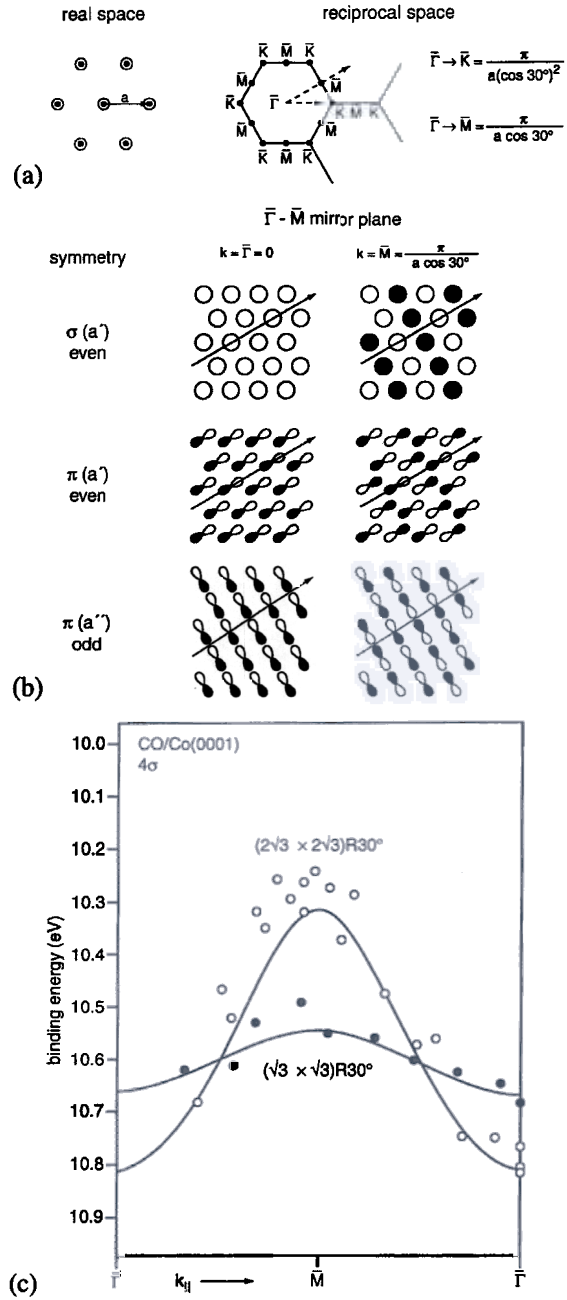 real space
reciprocal space
a
K̄ M̄ K̄
M̄ M̄
K̄ Γ̄ K̄ M̄ K̄
M̄ M̄
K̄ M̄ K̄
Γ̄ → K̄ = π / a(cos 30°)²
Γ̄ → M̄ = π / a cos 30°
(a)
Γ̄ - M̄ mirror plane
symmetry
k = Γ̄ = 0
k = M̄ = π / a cos 30°
σ (a´)
even
π (a´)
even
π (a´´)
odd
(b)
CO/Co(0001)
4σ
(2√3 × 2√3)R30°
(√3 × √3)R30°
binding energy (eV)
10.0
10.1
10.2
10.3
10.4
10.5
10.6
10.7
10.8
10.9
Γ̄ k|| M̄ Γ̄
(c)